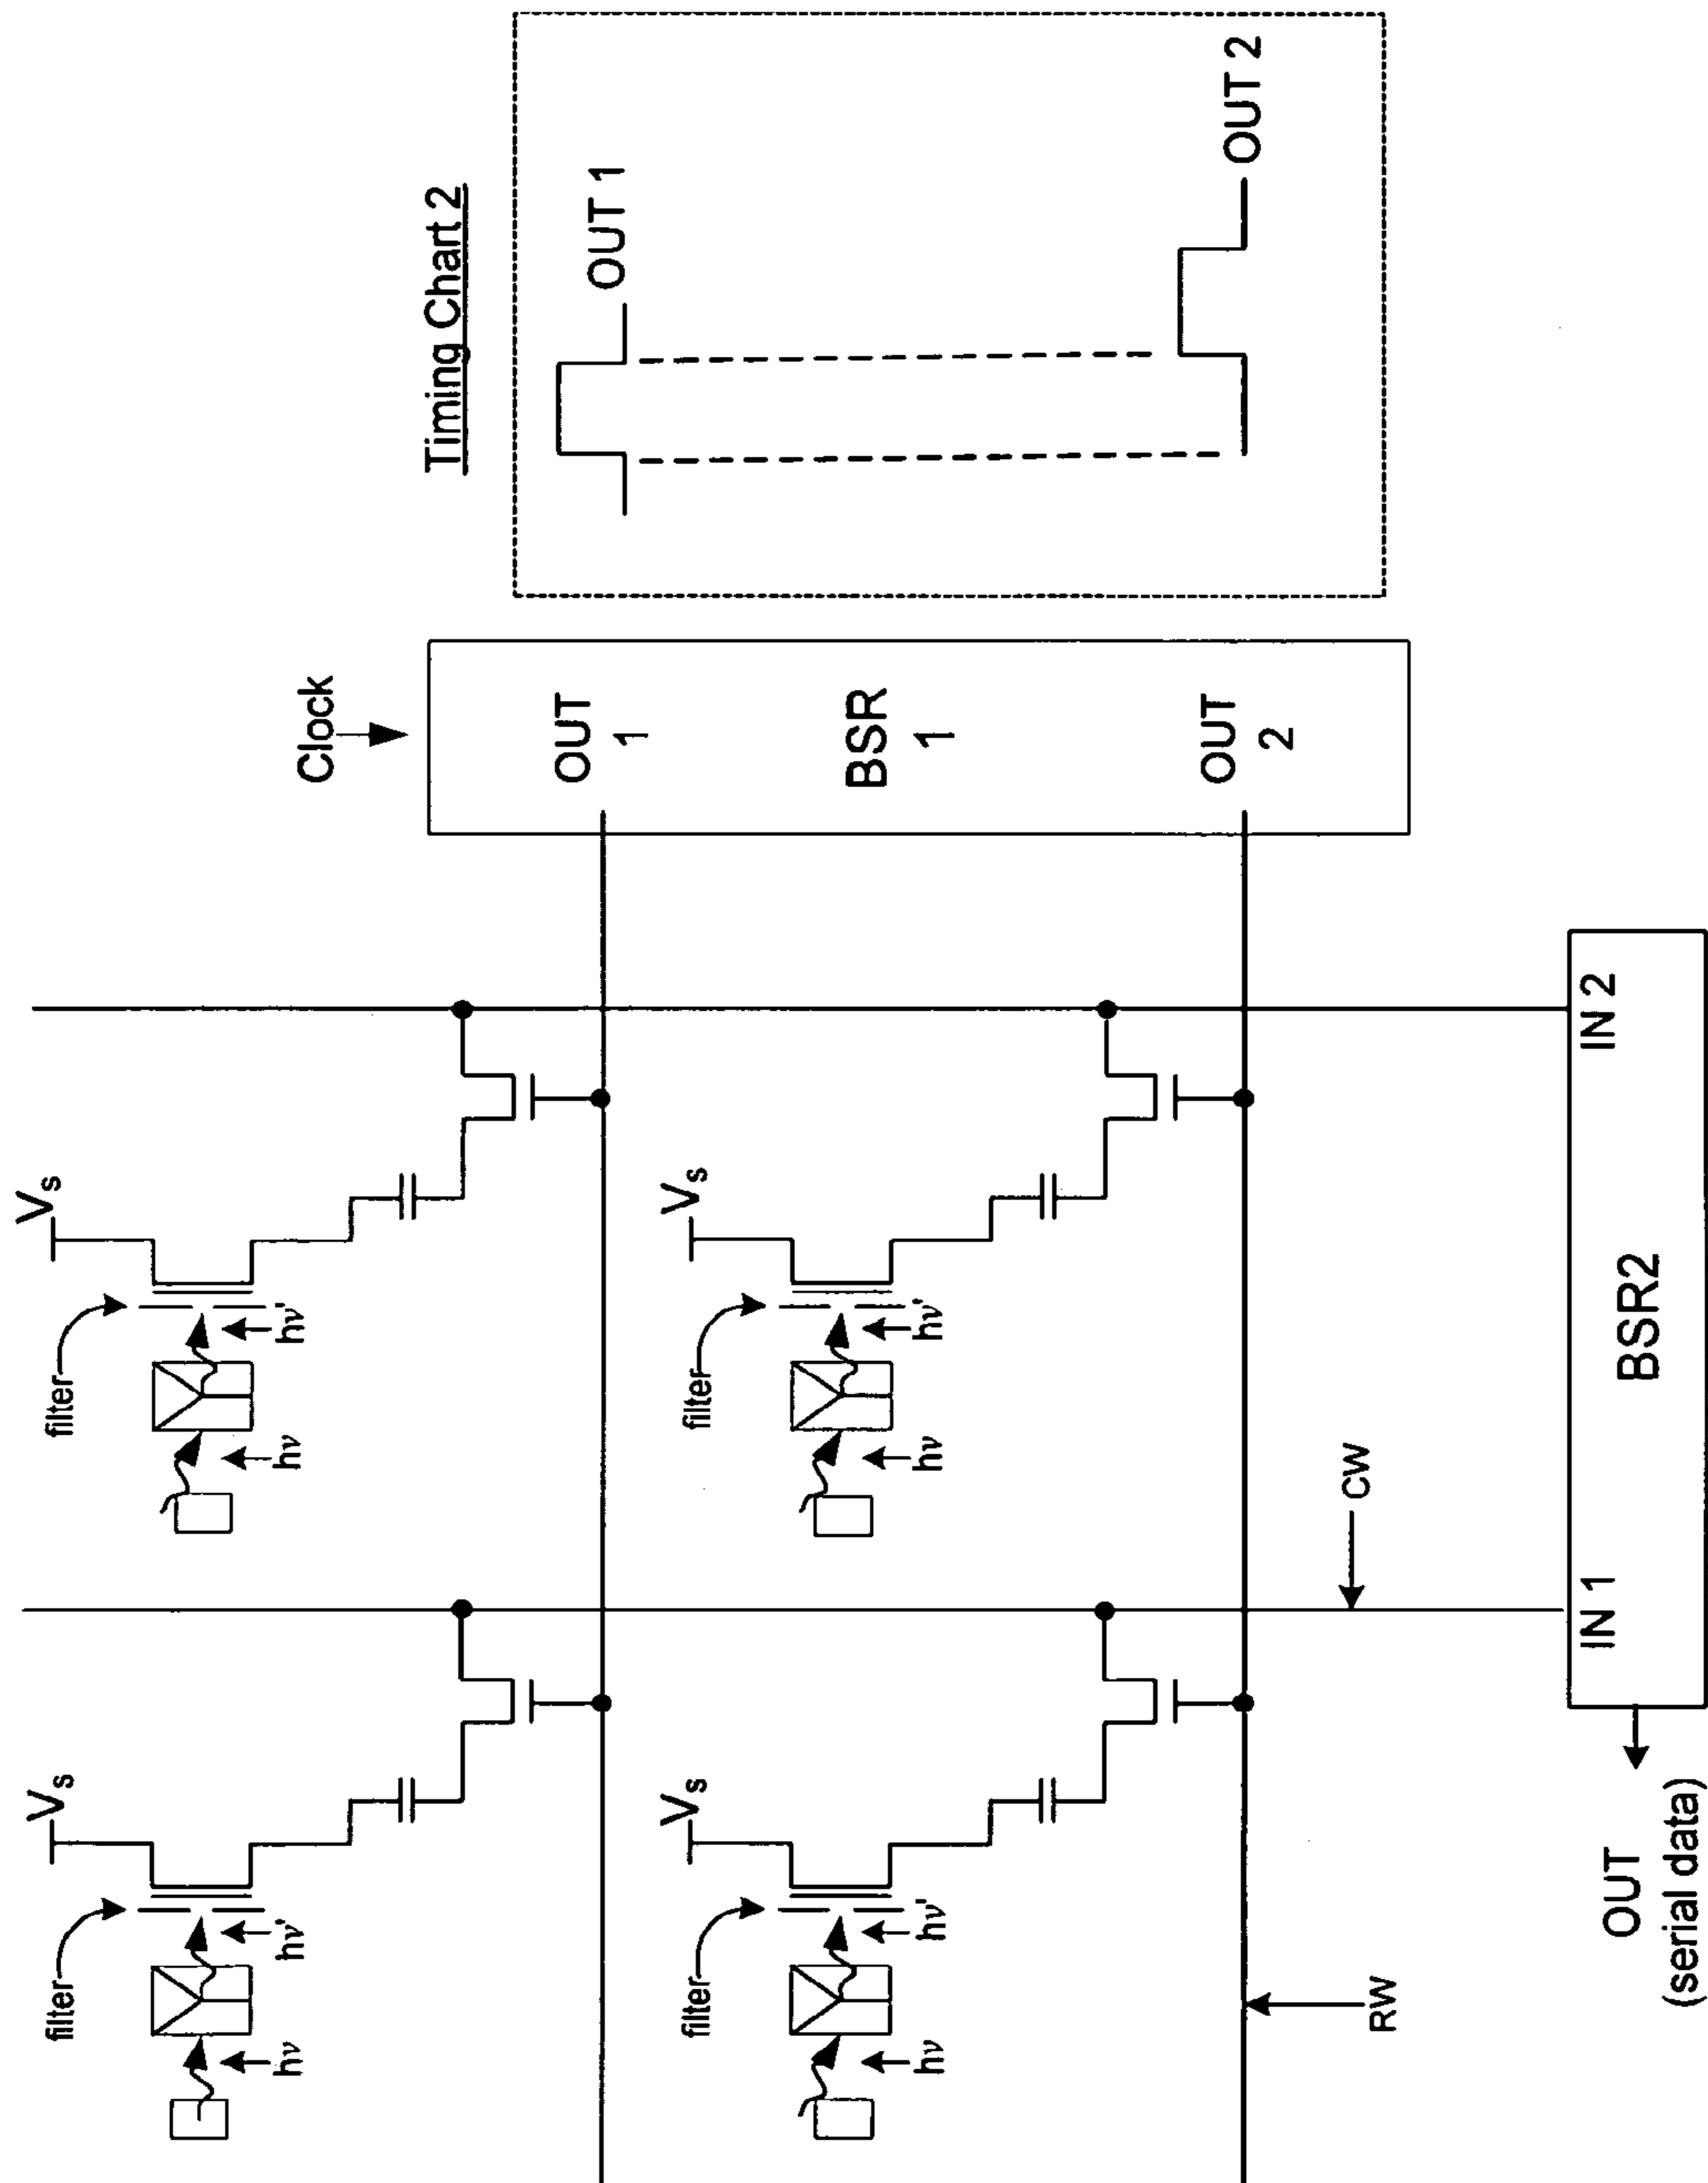 Timing Chart 2
OUT 1
OUT 2
Clock
OUT
1
BSR
1
OUT
2
Vs
filter
hν
hν'
Vs
filter
hν
hν'
Vs
filter
hν
hν'
Vs
filter
hν
hν'
RW
CW
IN 1
IN 2
BSR2
OUT
(serial data)